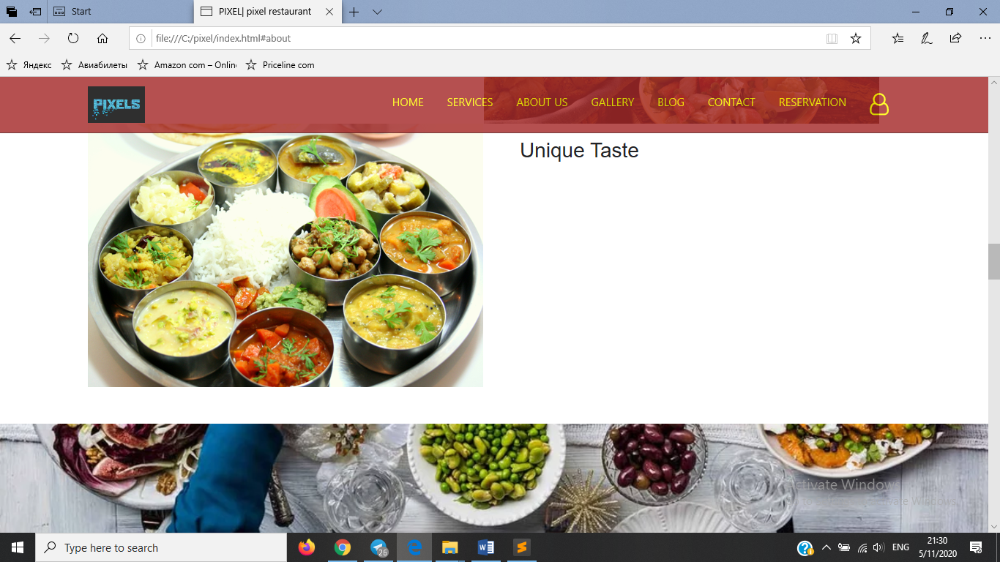 Start
PIXEL| pixel restaurant
file:///C:/pixel/index.html#about
Яндекс
Авиабилеты
Amazon com – Onlin
Priceline com
PIXELS
HOME
SERVICES
ABOUT US
GALLERY
BLOG
CONTACT
RESERVATION
Unique Taste
Activate Windows
Windows.
Type here to search
26
ENG
21:30
5/11/2020